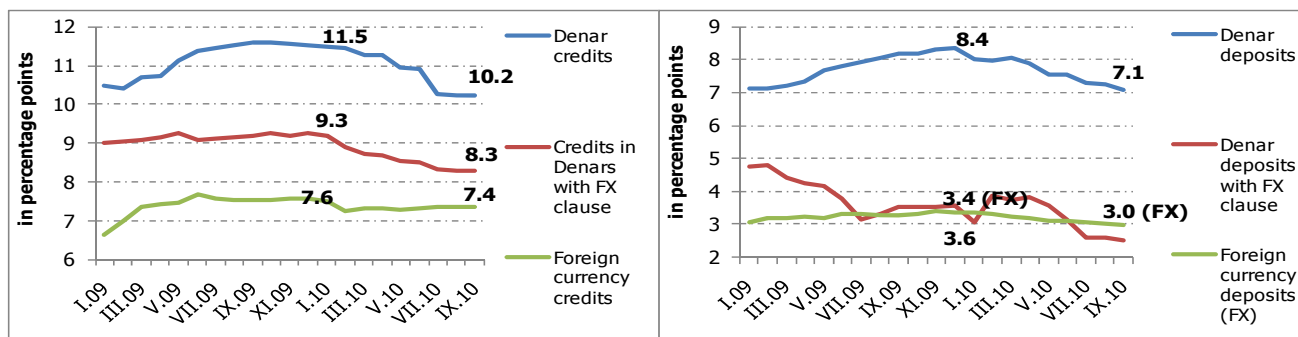 in percentage points
12
11
10
9
8
7
6
11.5
10.2
9.3
8.3
7.6
7.4
I.09
III.09
V.09
VII.09
IX.09
XI.09
I.10
III.10
V.10
VII.10
IX.10
Denar
credits
Credits in
Denars
with FX
clause
Foreign
currency
credits
in percentage points
9
8
7
6
5
4
3
2
8.4
7.1
3.4 (FX)
3.0 (FX)
3.6
I.09
III.09
V.09
VII.09
IX.09
XI.09
I.10
III.10
V.10
VII.10
IX.10
Denar
deposits
Denar
deposits
with FX
clause
Foreign
currency
deposits
(FX)